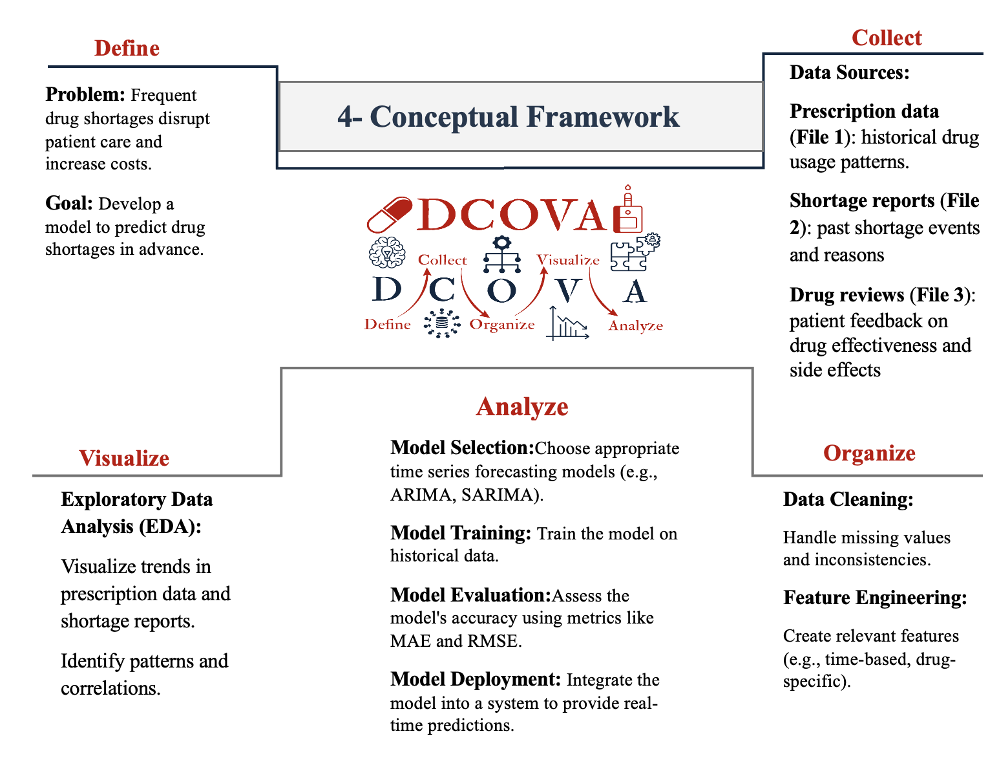 Define
Problem: Frequent
drug shortages disrupt
patient care and
increase costs.
Goal: Develop a
model to predict drug
shortages in advance.
4- Conceptual Framework
Collect
Data Sources:
Prescription data
(File 1): historical drug
usage patterns.
Shortage reports (File
2): past shortage events
and reasons
Drug reviews (File 3):
patient feedback on
drug effectiveness and
side effects
DCOVA
Collect
Visualize
D C O V A
Define
Organize
Analyze
Visualize
Exploratory Data
Analysis (EDA):
Visualize trends in
prescription data and
shortage reports.
Identify patterns and
correlations.
Analyze
Model Selection:Choose appropriate
time series forecasting models (e.g.,
ARIMA, SARIMA).
Model Training: Train the model on
historical data.
Model Evaluation:Assess the
model's accuracy using metrics like
MAE and RMSE.
Model Deployment: Integrate the
model into a system to provide real-
time predictions.
Organize
Data Cleaning:
Handle missing values
and inconsistencies.
Feature Engineering:
Create relevant features
(e.g., time-based, drug-
specific).